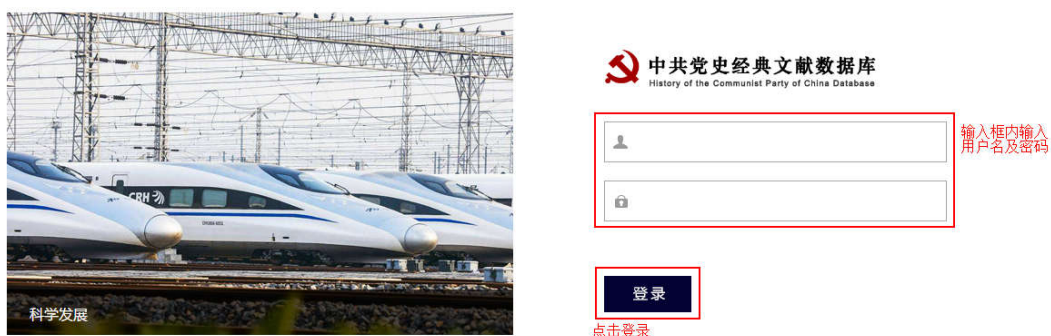 CRH
科学发展
中共党史经典文献数据库
History of the Communist Party of China Database
输入框内输入
用户名及密码
登录
点击登录